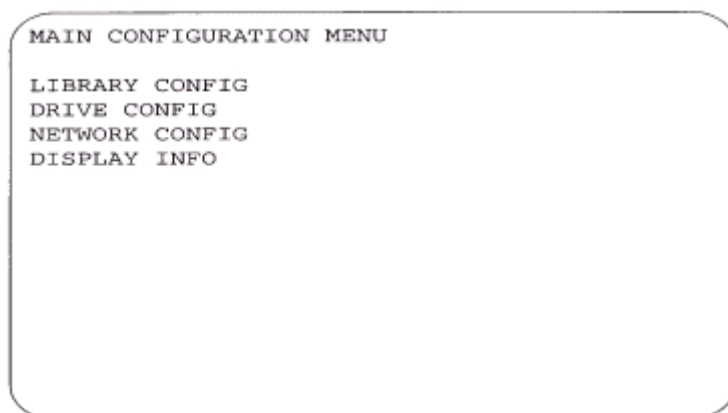 MAIN CONFIGURATION MENU
LIBRARY CONFIG
DRIVE CONFIG
NETWORK CONFIG
DISPLAY INFO